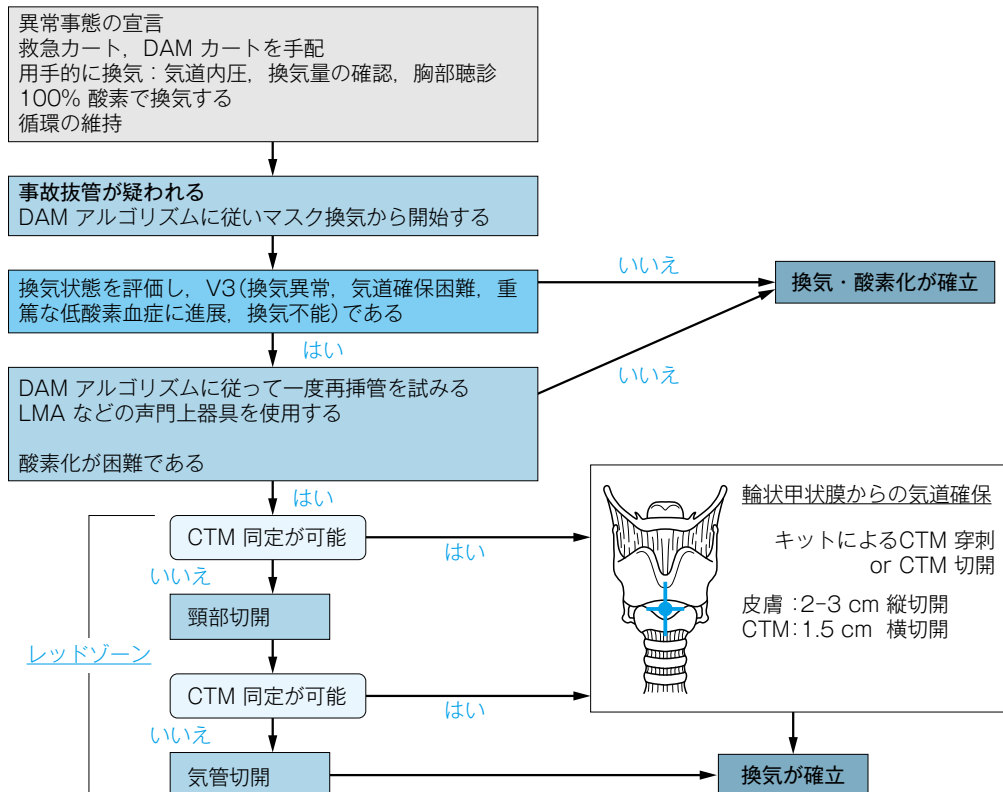 異常事態の宣言
救急カート，DAM カートを手配
用手的に換気：気道内圧，換気量の確認，胸部聴診
100% 酸素で換気する
循環の維持
事故抜管が疑われる
DAM アルゴリズムに従いマスク換気から開始する
換気状態を評価し，V3（換気異常，気道確保困難，重
篤な低酸素血症に進展，換気不能）である
いいえ
換気・酸素化が確立
はい
DAM アルゴリズムに従って一度再挿管を試みる
LMA などの声門上器具を使用する
酸素化が困難である
いいえ
はい
レッドゾーン
CTM 同定が可能
はい
いいえ
頸部切開
CTM 同定が可能
はい
いいえ
気管切開
輪状甲状膜からの気道確保
キットによるCTM 穿刺
or CTM 切開
皮膚：2-3 cm 縦切開
CTM：1.5 cm 横切開
換気が確立